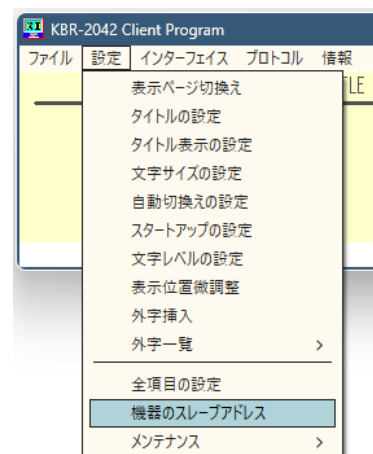 KBR-2042 Client Program
ファイル 設定 インターフェイス プロトコル 情報
表示ページ切換え
TLE
タイトルの設定
タイトル表示の設定
文字サイズの設定
自動切換えの設定
スタートアップの設定
文字レベルの設定
表示位置微調整
外字挿入
外字一覧
全項目の設定
機器のスレーブアドレス
メンテナンス